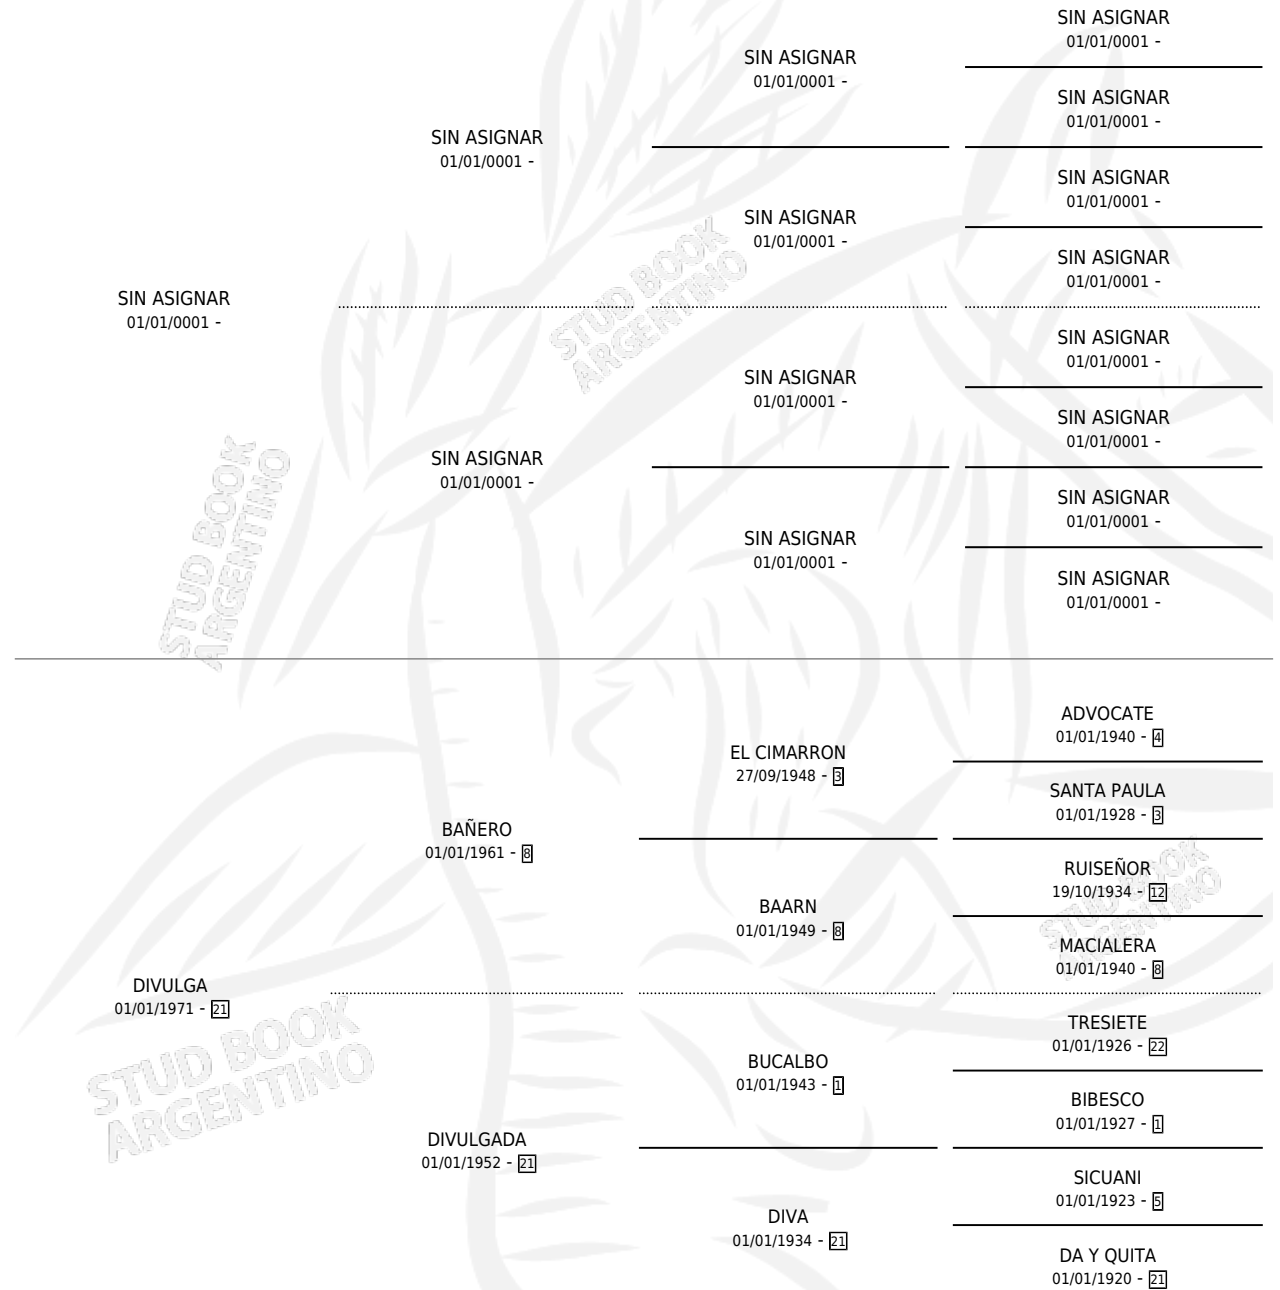 SIN ASIGNAR
01/01/0001 -
SIN ASIGNAR
01/01/0001 -
SIN ASIGNAR
01/01/0001 -
SIN ASIGNAR
01/01/0001 -
SIN ASIGNAR
01/01/0001 -
SIN ASIGNAR
01/01/0001 -
SIN ASIGNAR
01/01/0001 -
SIN ASIGNAR
01/01/0001 -
SIN ASIGNAR
01/01/0001 -
SIN ASIGNAR
01/01/0001 -
SIN ASIGNAR
01/01/0001 -
SIN ASIGNAR
01/01/0001 -
SIN ASIGNAR
01/01/0001 -
SIN ASIGNAR
01/01/0001 -
SIN ASIGNAR
01/01/0001 -
STUD BOOK
ARGENTINO
STUD BOOK
ARGENTINO
ADVOCATE
01/01/1940 - 4
EL CIMARRON
27/09/1948 - 3
SANTA PAULA
01/01/1928 - 3
BAÑERO
01/01/1961 - 8
RUISEÑOR
19/10/1934 - 12
BAARN
01/01/1949 - 8
MACIALERA
01/01/1940 - 8
DIVULGA
01/01/1971 - 21
TRESIETE
01/01/1926 - 22
BUCALBO
01/01/1943 - 1
BIBESCO
01/01/1927 - 1
DIVULGADA
01/01/1952 - 21
SICUANI
01/01/1923 - 5
DIVA
01/01/1934 - 21
DA Y QUITA
01/01/1920 - 21
STUD BOOK
ARGENTINO
STUD BOOK
ARGENTINO